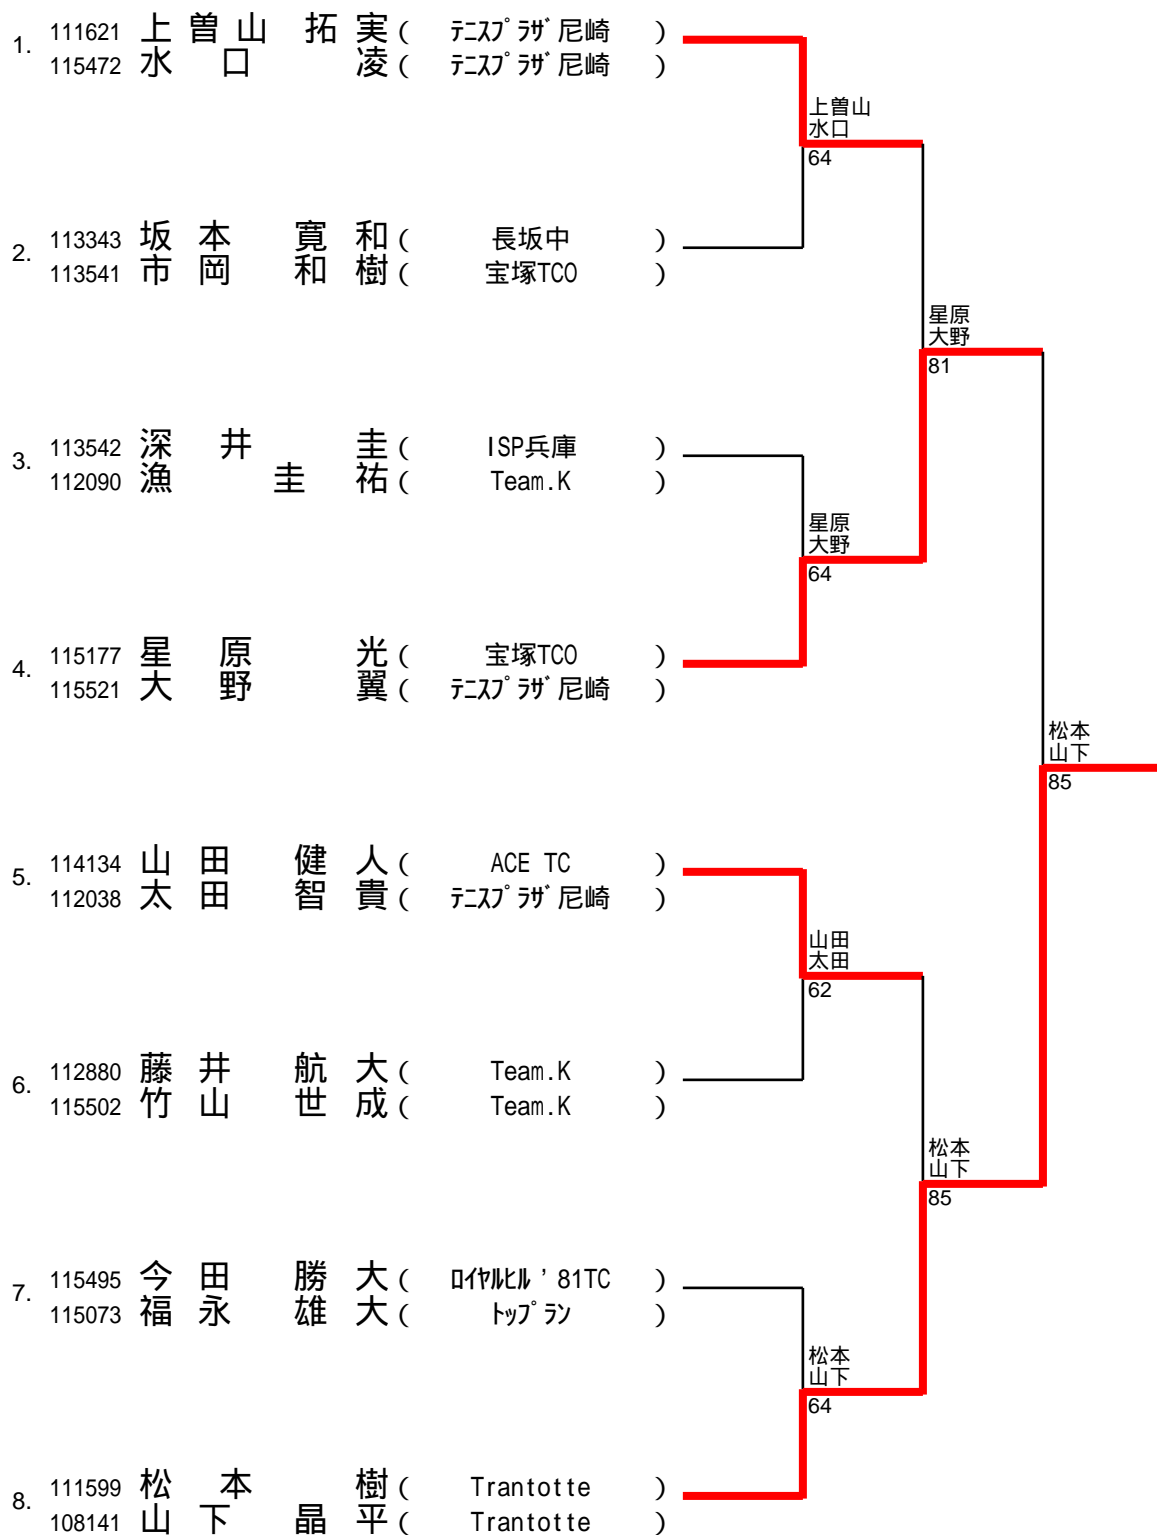 1. 111621 上曽山 拓実 ( テニスプラザ尼崎 )
115472 水口 凌 ( テニスプラザ尼崎 )
上曽山
水口
64
2. 113343 坂本 寛和 ( 長坂中 )
113541 市岡 和樹 ( 宝塚TCO )
星原
大野
81
3. 113542 深井 圭 ( ISP兵庫 )
112090 漁 圭祐 ( Team.K )
星原
大野
64
4. 115177 星原 光 ( 宝塚TCO )
115521 大野 翼 ( テニスプラザ尼崎 )
松本
山下
85
5. 114134 山田 健人 ( ACE TC )
112038 太田 智貴 ( テニスプラザ尼崎 )
山田
太田
62
6. 112880 藤井 航大 ( Team.K )
115502 竹山 世成 ( Team.K )
松本
山下
85
7. 115495 今田 勝大 ( ロイヤルヒル'81TC )
115073 福永 雄大 ( トップラン )
松本
山下
64
8. 111599 松本 樹 ( Trantotte )
108141 山下 晶平 ( Trantotte )